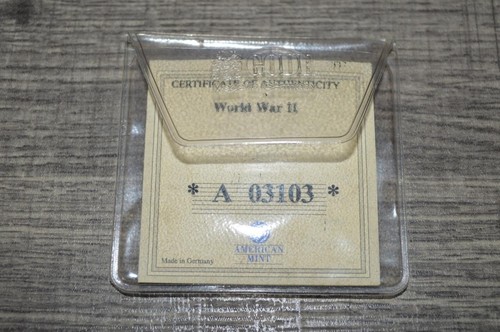 CERTIFICATE OF AUTHENTICITY
World War II
* A 03103 *
AMERICAN
MINT
Made in Germany